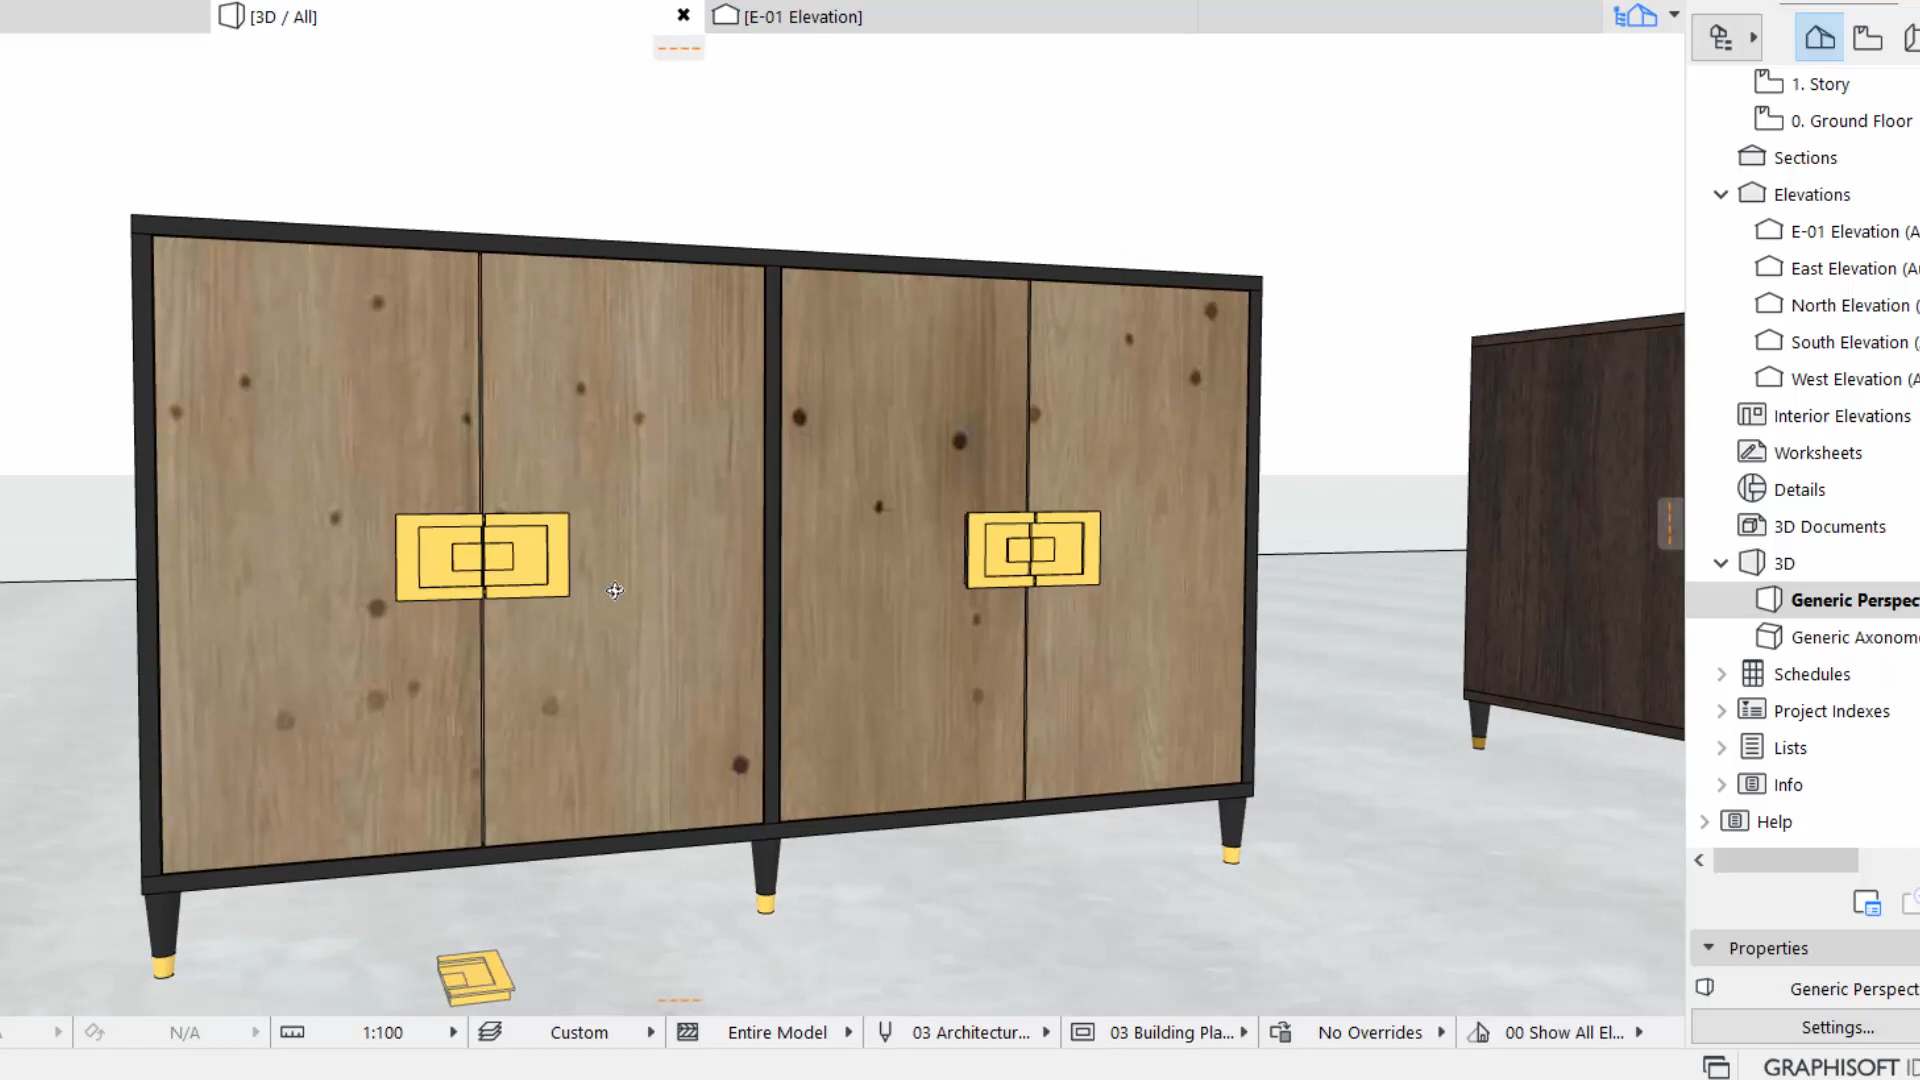 [3D / All]
[E-01 Elevation]
1. Story
0. Ground Floor
Sections
Elevations
E-01 Elevation (A
East Elevation (A
North Elevation (
South Elevation (
West Elevation (A
Interior Elevations
Worksheets
Details
3D Documents
3D
Generic Perspec
Generic Axonom
Schedules
Project Indexes
Lists
Info
Help
Properties
Generic Perspect
Settings...
N/A
1:100
Custom
Entire Model
03 Architectur...
03 Building Pla...
No Overrides
00 Show All El...
GRAPHISOFT ID